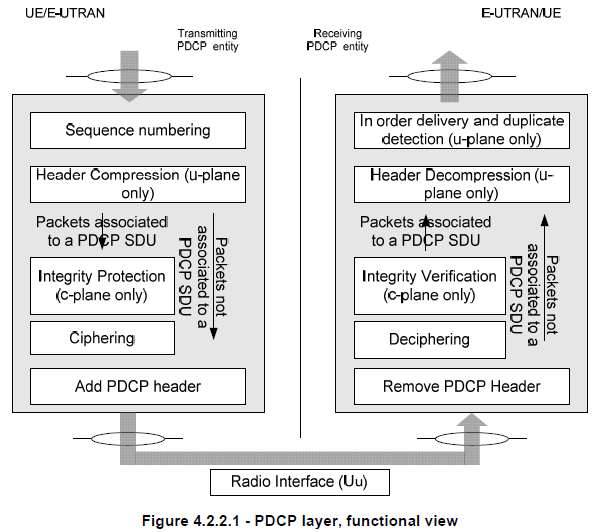 UE/E-UTRAN
Transmitting
PDCP entity
Receiving
PDCP entity
E-UTRAN/UE
Sequence numbering
Header Compression (u-plane
only)
Packets associated
to a PDCP SDU
Packets not
associated to a
PDCP SDU
Integrity Protection
(c-plane only)
Ciphering
Add PDCP header
In order delivery and duplicate
detection (u-plane only)
Header Decompression (u-
plane only)
Packets associated
to a PDCP SDU
Packets not
associated to a
PDCP SDU
Integrity Verification
(c-plane only)
Deciphering
Remove PDCP Header
Radio Interface (Uu)
Figure 4.2.2.1 - PDCP layer, functional view